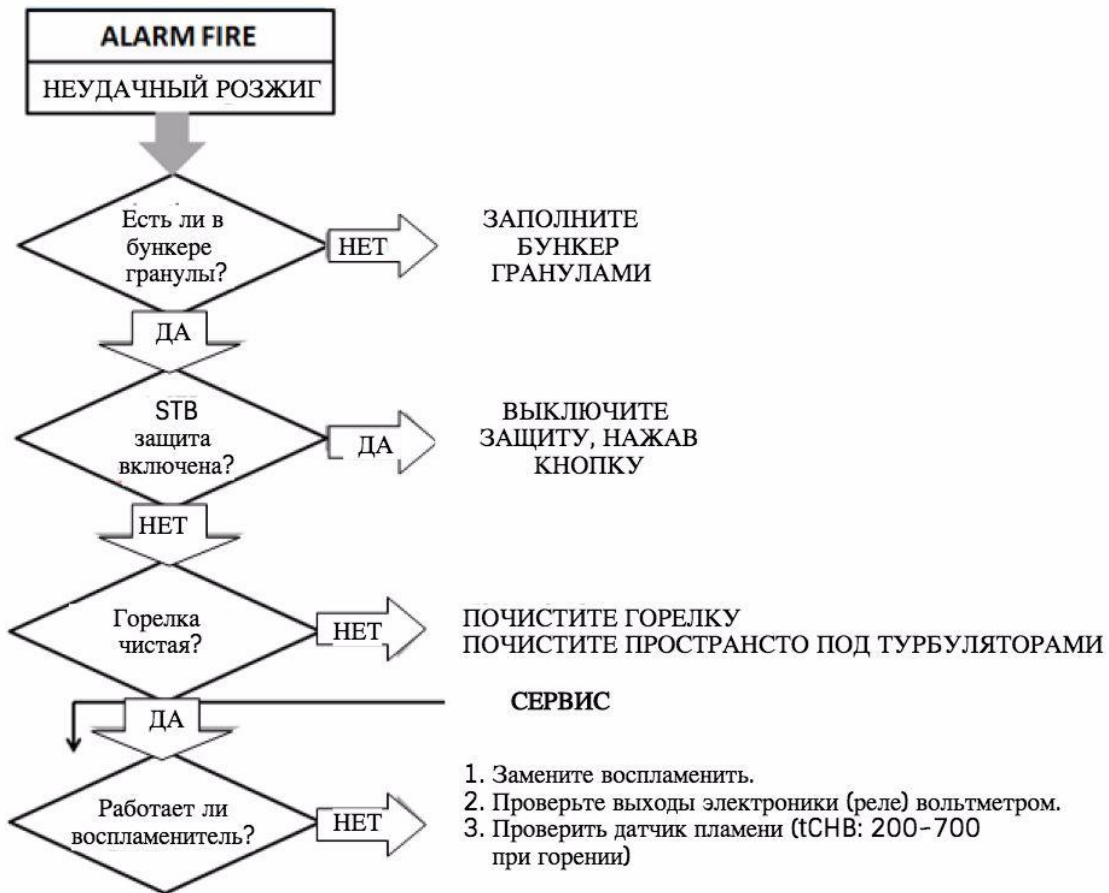 ALARM FIRE
НЕУДАЧНЫЙ РОЗЖИГ
Есть ли в
бункере
гранулы?
НЕТ
ЗАПОЛНИТЕ
БУНКЕР
ГРАНУЛАМИ
ДА
STB
защита
включена?
ДА
ВЫКЛЮЧИТЕ
ЗАЩИТУ, НАЖАВ
КНОПКУ
НЕТ
Горелка
чистая?
НЕТ
ПОЧИСТИТЕ ГОРЕЛКУ
ПОЧИСТИТЕ ПРОСТРАНСТО ПОД ТУРБУЛЯТОРАМИ
СЕРВИС
ДА
Работает ли
воспламенитель?
НЕТ
1. Замените воспламенить.
2. Проверьте выходы электроники (реле) вольтметром.
3. Проверить датчик пламени (tCHB: 200-700
при горении)